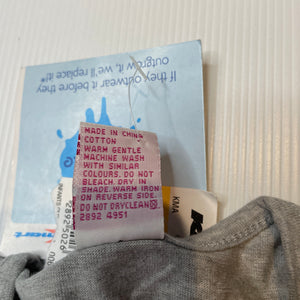 If they outwear it before they
outgrow it, we'll replace it!*
MADE IN CHINA
COTTON
WARM GENTLE
MACHINE WASH
WITH SIMILAR
COLOURS. DO NOT
BLEACH. DRY IN
SHADE. WARM IRON
ON REVERSE SIDE.
DO NOT DRYCLEAN
2892 4951
KMA